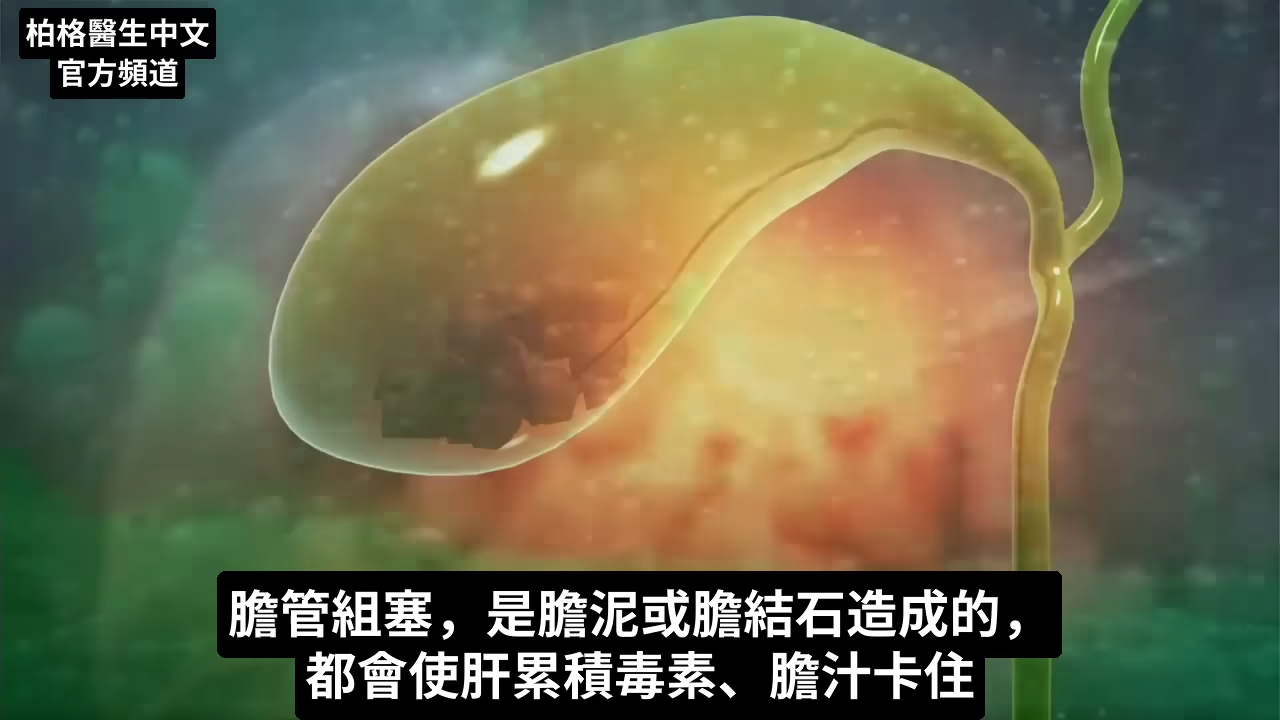 柏格醫生中文
官方頻道
膽管組塞，是膽泥或膽結石造成的，
都會使肝累積毒素、膽汁卡住